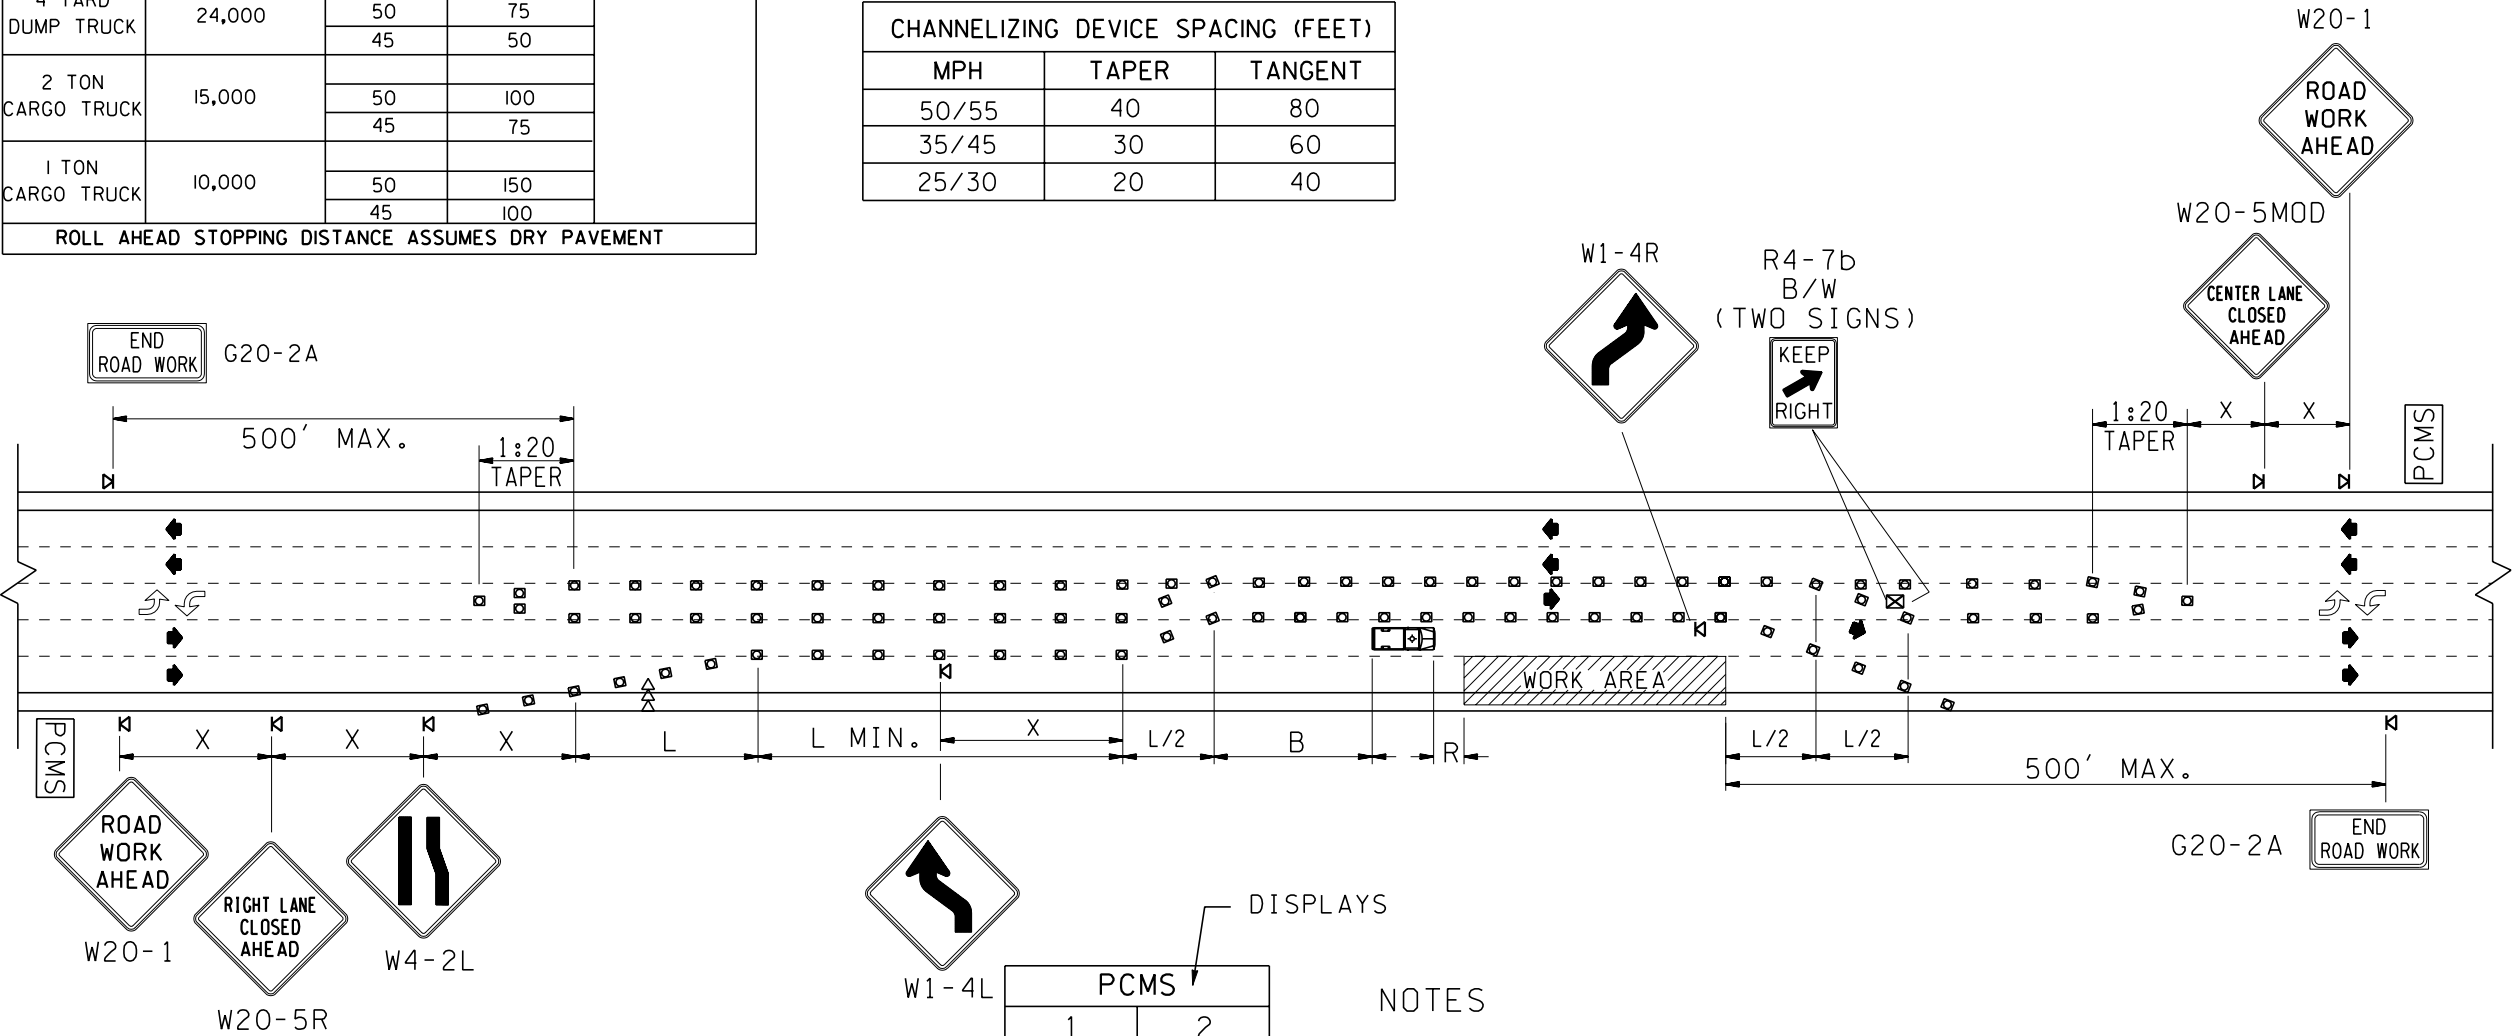 4 YARD
DUMP TRUCK
24,000
50 75
45 50
2 TON
CARGO TRUCK
15,000
50 100
45 75
1 TON
CARGO TRUCK
10,000
50 150
45 100
ROLL AHEAD STOPPING DISTANCE ASSUMES DRY PAVEMENT
CHANNELIZING DEVICE SPACING (FEET)
MPH TAPER TANGENT
50/55 40 80
35/45 30 60
25/30 20 40
W20-1
ROAD
WORK
AHEAD
W20-5MOD
CENTER LANE
CLOSED
AHEAD
W1-4R
R4-7b
B/W
(TWO SIGNS)
KEEP
RIGHT
END
ROAD WORK
G20-2A
500' MAX.
1:20
TAPER
1:20
TAPER
X
X
PCMS
WORK AREA
PCMS
X
X
X
L
L MIN.
X
L/2
B
R
L/2
L/2
500' MAX.
ROAD
WORK
AHEAD
W20-1
RIGHT LANE
CLOSED
AHEAD
W20-5R
W4-2L
W1-4L
G20-2A
END
ROAD WORK
DISPLAYS
PCMS
1 2
NOTES